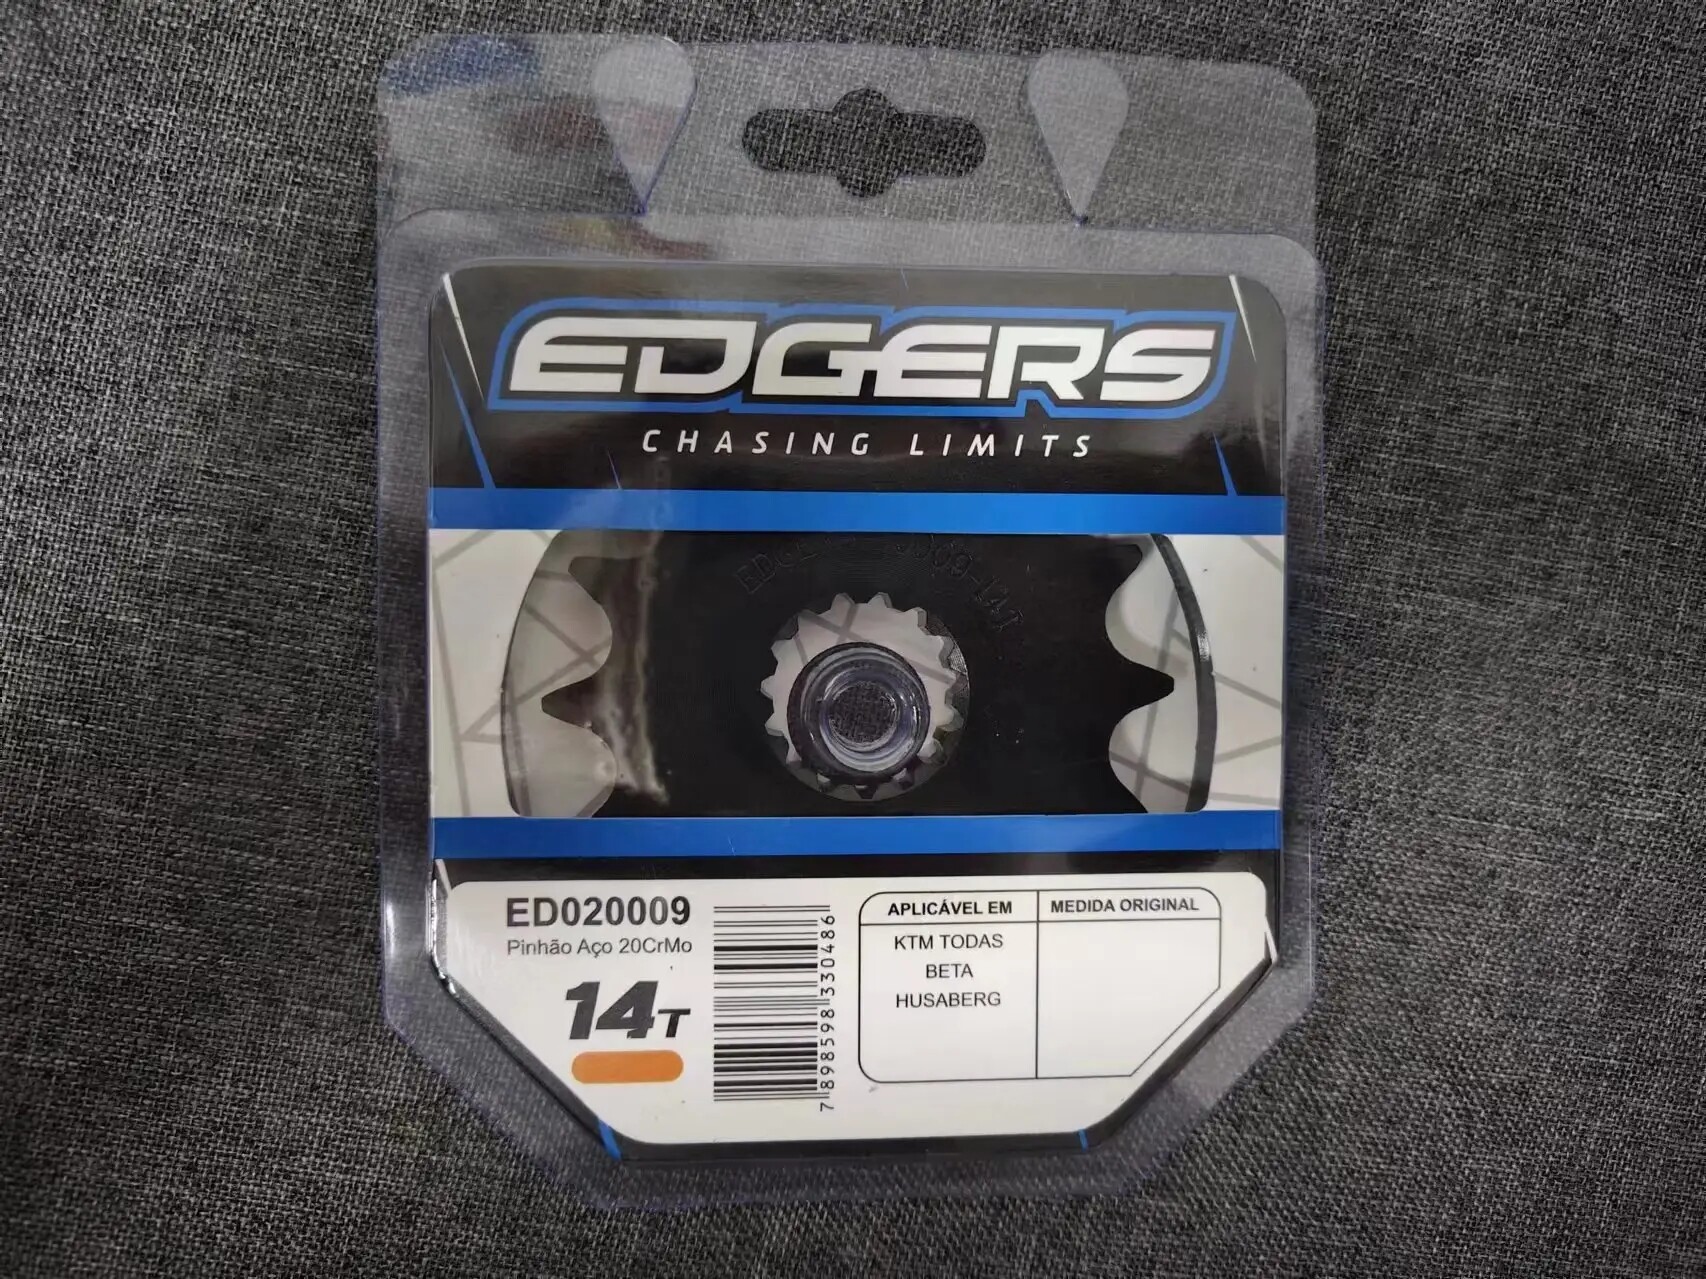 EDGERS
CHASING LIMITS
ED020009
Pinhão Aço 20CrMo
14T
7 898598 330486
APLICÁVEL EM
MEDIDA ORIGINAL
KTM TODAS
BETA
HUSABERG